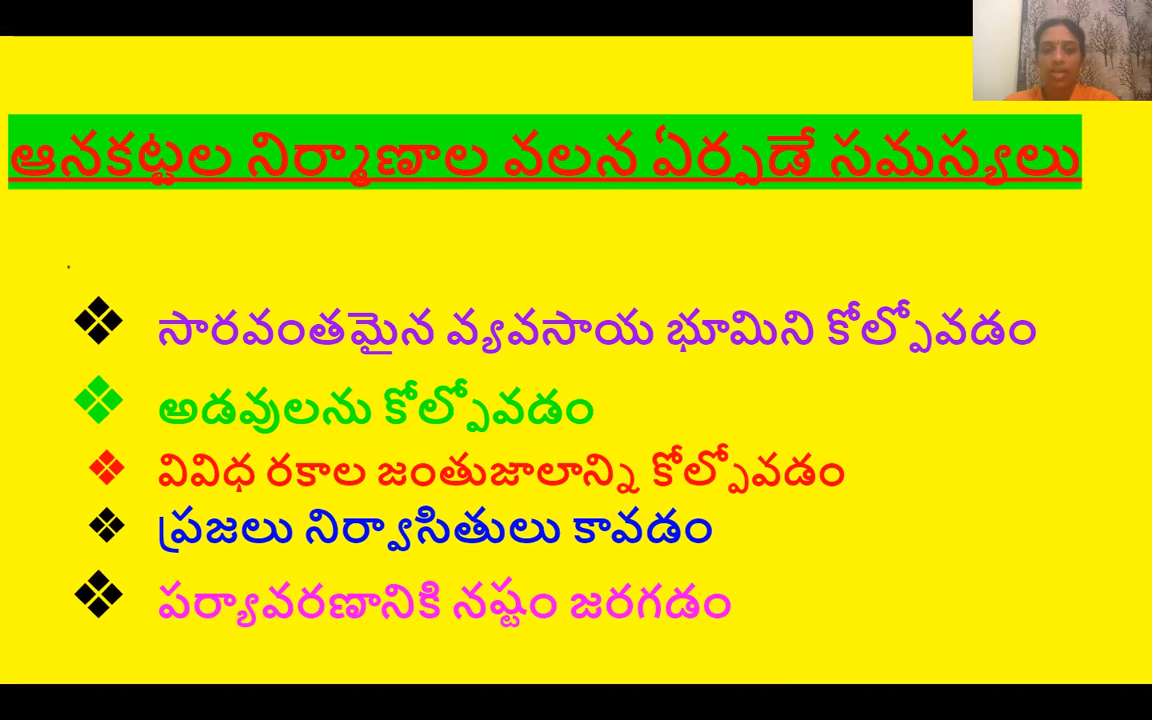 ఆనకట్టల నిర్మాణాల వలన ఏర్పడే సమస్యలు
సారవంతమైన వ్యవసాయ భూమిని కోల్పోవడం
అడవులను కోల్పోవడం
వివిధ రకాల జంతుజాలాన్ని కోల్పోవడం
ప్రజలు నిర్వాసితులు కావడం
పర్యావరణానికి నష్టం జరగడం